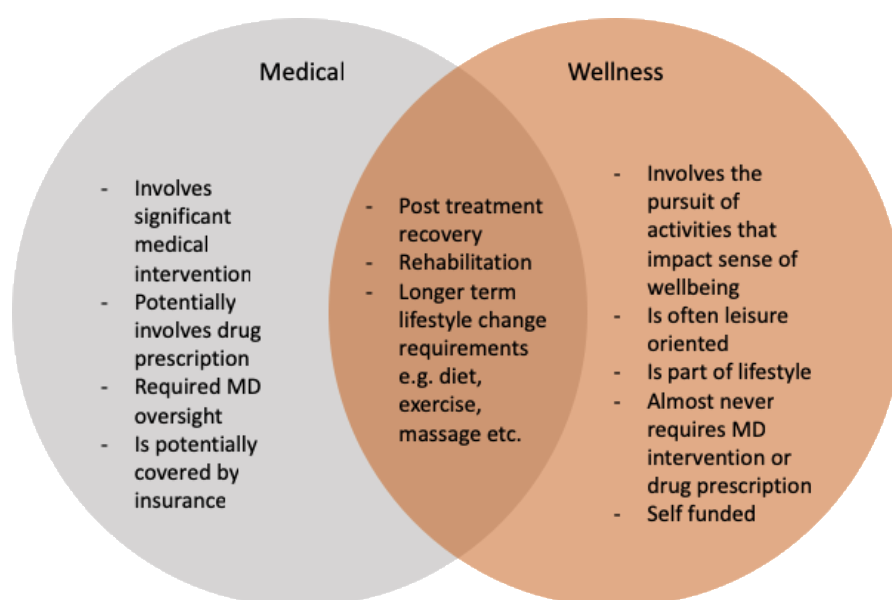 Medical
- Involves
significant
medical
intervention
- Potentially
involves drug
prescription
- Required MD
oversight
- Is potentially
covered by
insurance
- Post treatment
recovery
- Rehabilitation
- Longer term
lifestyle change
requirements
e.g. diet,
exercise,
massage etc.
Wellness
- Involves the
pursuit of
activities that
impact sense of
wellbeing
- Is often leisure
oriented
- Is part of lifestyle
- Almost never
requires MD
intervention or
drug prescription
- Self funded